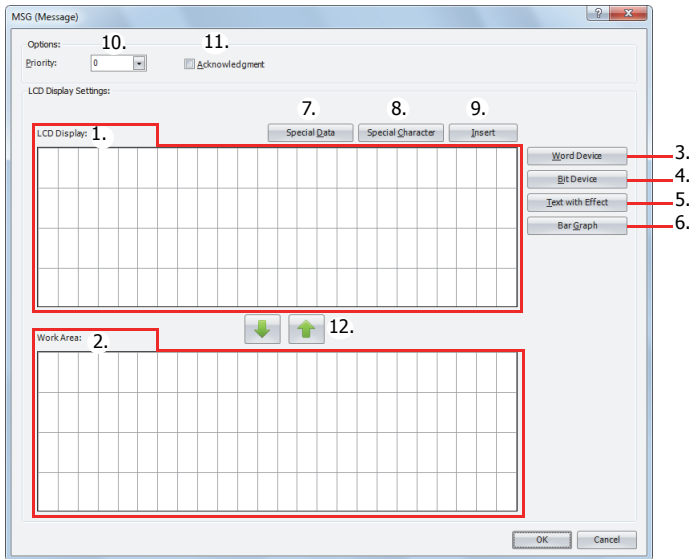 MSG (Message)
10. 11.
Options:
Priority: 0 Acknowledgment
LCD Display Settings:
7. 8. 9.
LCD Display: 1. Special Data Special Character Insert
Word Device 3.
Bit Device 4.
Text with Effect 5.
Bar Graph 6.
12.
Work Area: 2.
OK Cancel